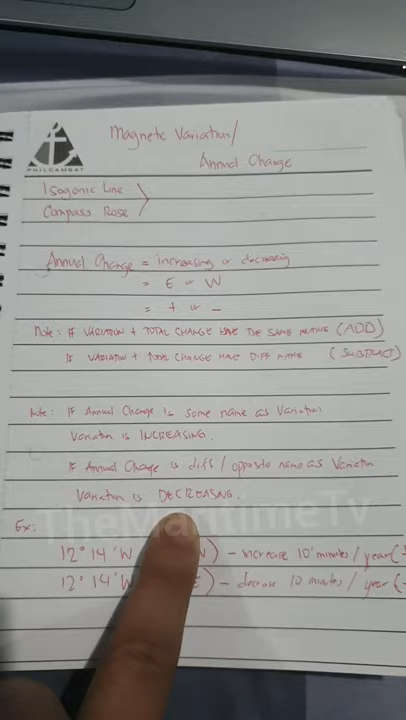 Magnetic Variation/
Annual Change
PHILCAMSAT
Isogonic Line
Compass Rose
Annual Change = increasing or decreasing
= E or W
= + or -
Note: IF VARIATION + TOTAL CHANGE HAVE THE SAME NAME (ADD)
IF VARIATION + TOTAL CHANGE HAVE DIFF NAME (SUBTRACT)
Note: IF Annual Change is same name as Variation
Variation is INCREASING.
IF Annual Change is diff/opposite name as Variation
Variation is DECREASING.
TheMaritimeTv
Ex:
12° 14' W W) - increase 10' minutes/year (
12° 14' W E) - decrease 10 minutes/year (-